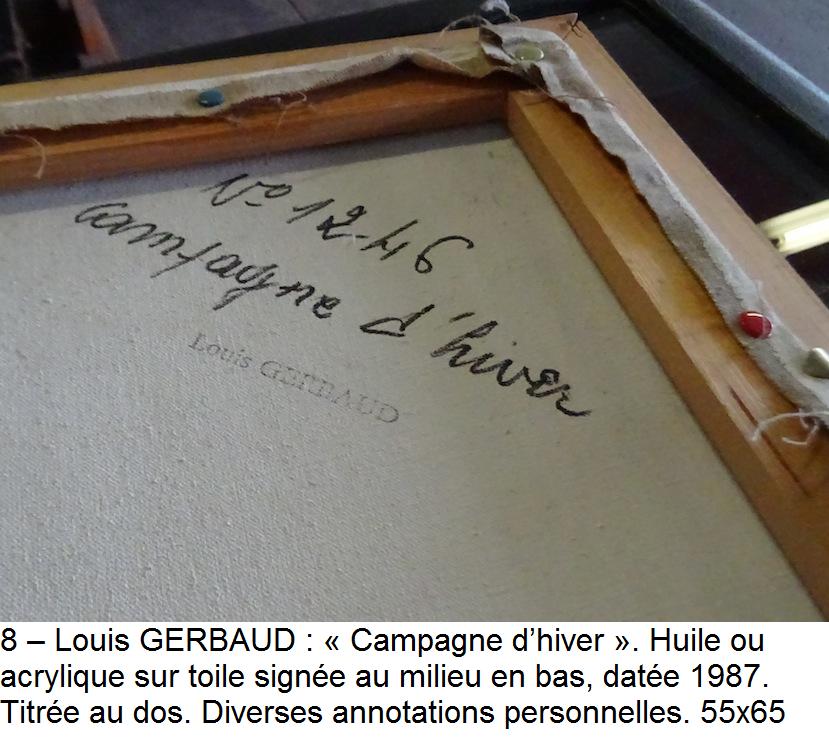 N° 12-46
campagne d'hiver
Louis GERBAUD
8 – Louis GERBAUD : « Campagne d’hiver ». Huile ou
acrylique sur toile signée au milieu en bas, datée 1987.
Titrée au dos. Diverses annotations personnelles. 55x65